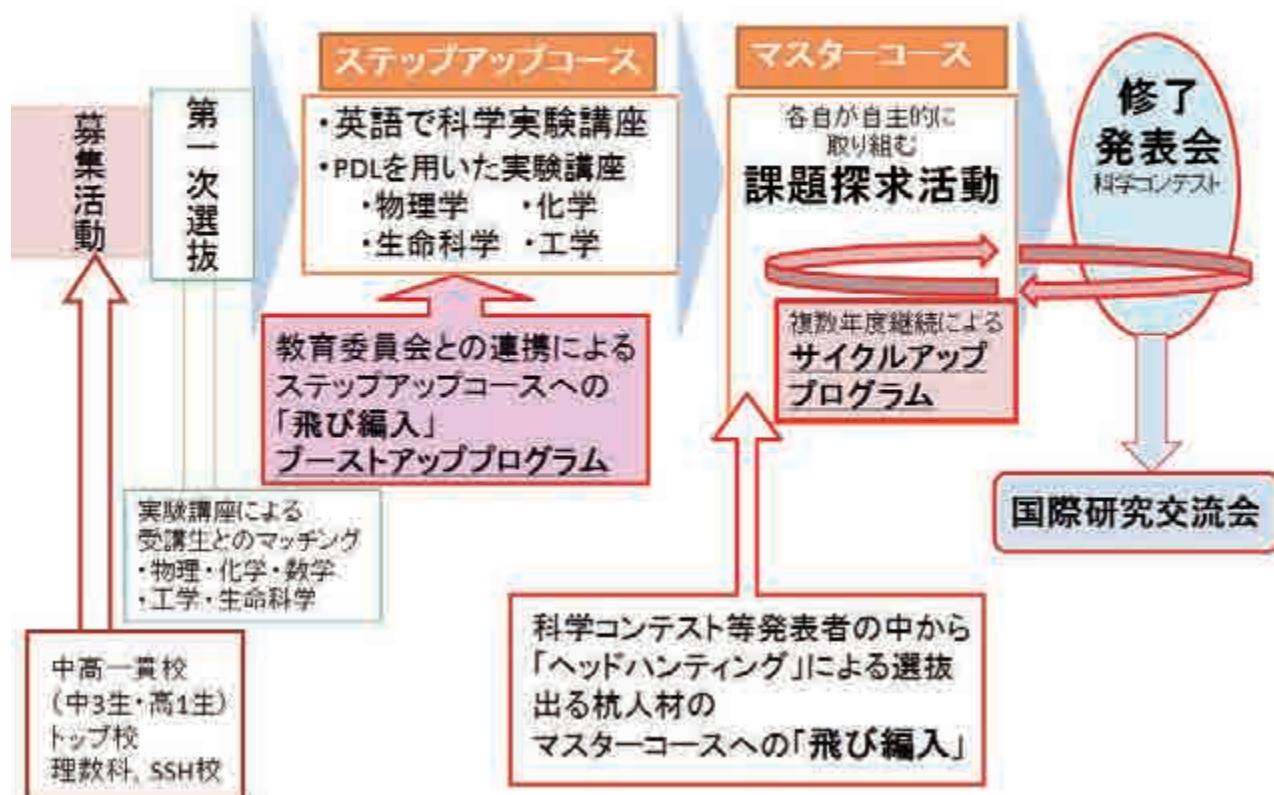 募集活動
第一次選抜
ステップアップコース
・英語で科学実験講座
・PDLを用いた実験講座
・物理学 ・化学
・生命科学 ・工学
マスターコース
各自が自主的に
取り組む
課題探求活動
修了
発表会
科学コンテスト
教育委員会との連携による
ステップアップコースへの
「飛び編入」
ブーストアッププログラム
複数年度継続による
サイクルアップ
プログラム
実験講座による
受講生とのマッチング
・物理・化学・数学
・工学・生命科学
国際研究交流会
中高一貫校
(中3生・高1生)
トップ校
理数科、SSH校
科学コンテスト等発表者の中から
「ヘッドハンティング」による選抜
出る杭人材の
マスターコースへの「飛び編入」